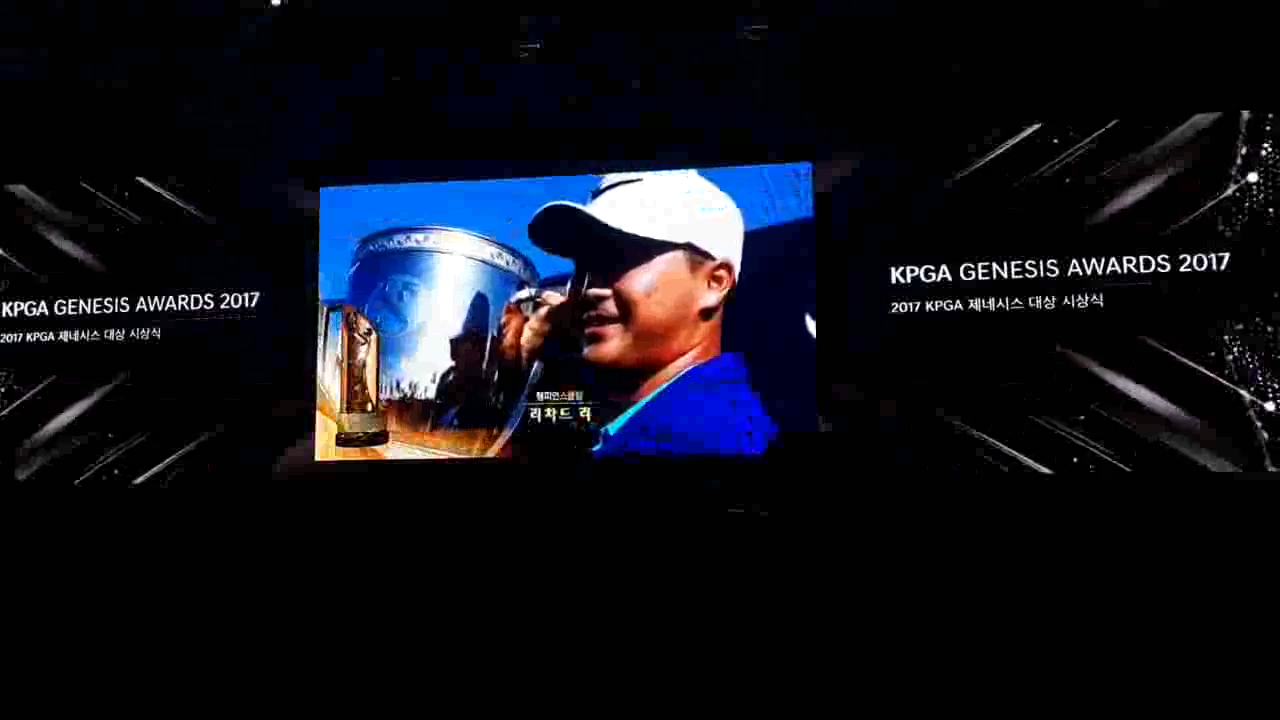 KPGA GENESIS AWARDS 2017
2017 KPGA 제네시스 대상 시상식
챔피언스클럽
리차드 리
KPGA GENESIS AWARDS 2017
2017 KPGA 제네시스 대상 시상식